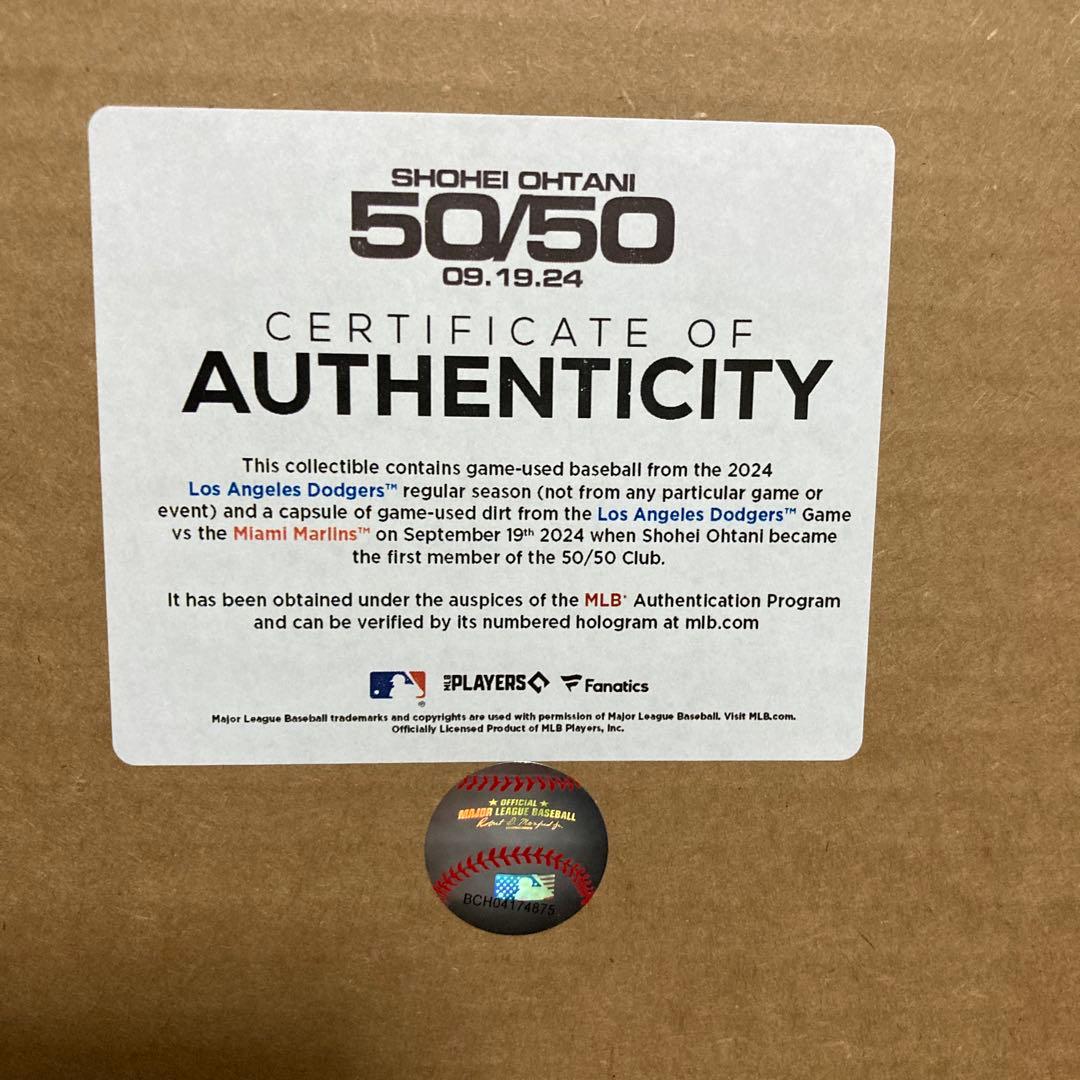 SHOHEI OHTANI
50/50
09.19.24
CERTIFICATE OF
AUTHENTICITY
This collectible contains game-used baseball from the 2024
Los Angeles Dodgers™ regular season (not from any particular game or
event) and a capsule of game-used dirt from the Los Angeles Dodgers™ Game
vs the Miami Marlins™ on September 19th 2024 when Shohei Ohtani became
the first member of the 50/50 Club.
It has been obtained under the auspices of the MLB® Authentication Program
and can be verified by its numbered hologram at mlb.com
MLB PLAYERS Fanatics
Major League Baseball trademarks and copyrights are used with permission of Major League Baseball. Visit MLB.com.
Officially Licensed Product of MLB Players, Inc.
★ OFFICIAL ★
MAJOR LEAGUE BASEBALL
Robert D. Manfred Jr.
BCH04174875